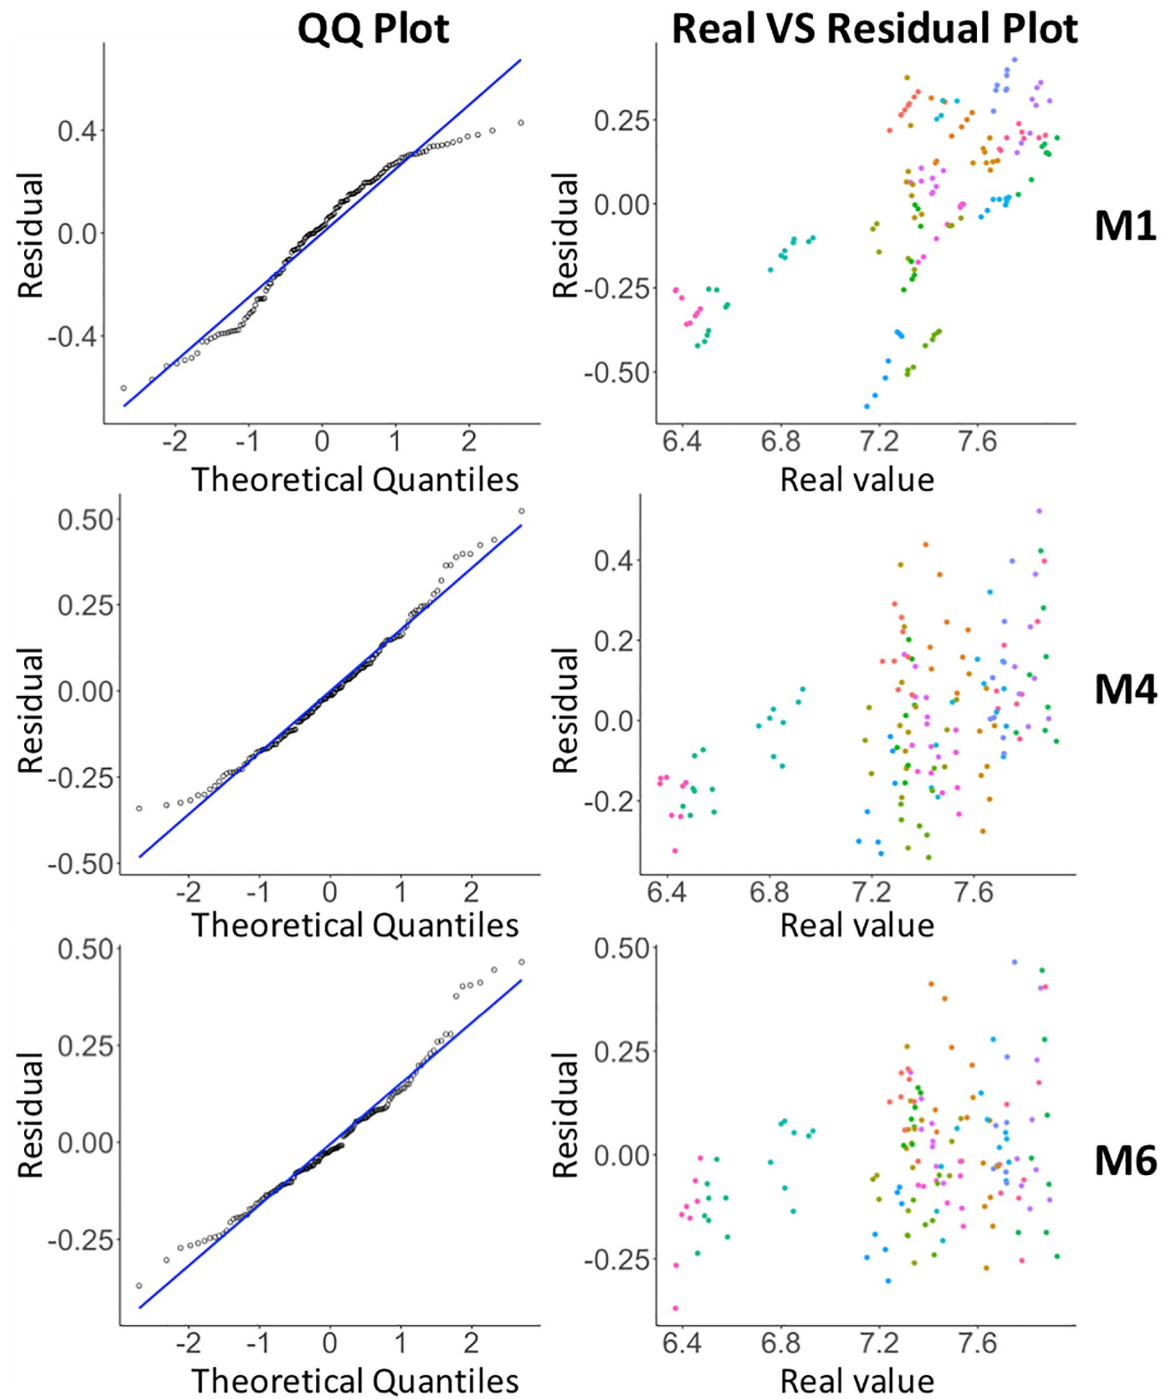 QQ Plot
Real VS Residual Plot
Residual
0.4
0.0
-0.4
-2 -1 0 1 2
Theoretical Quantiles
Residual
0.25
0.00
-0.25
-0.50
6.4 6.8 7.2 7.6
Real value
M1
Residual
0.50
0.25
0.00
-0.25
-0.50
-2 -1 0 1 2
Theoretical Quantiles
Residual
0.4
0.2
0.0
-0.2
6.4 6.8 7.2 7.6
Real value
M4
Residual
0.50
0.25
0.00
-0.25
-2 -1 0 1 2
Theoretical Quantiles
Residual
0.50
0.25
0.00
-0.25
6.4 6.8 7.2 7.6
Real value
M6